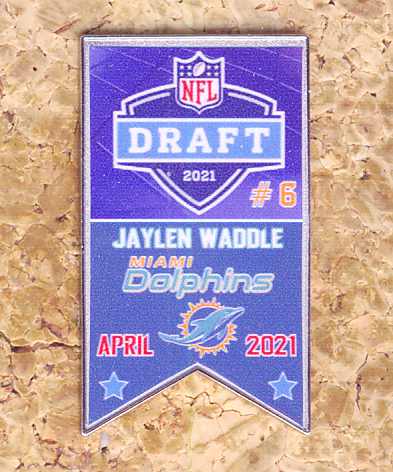 NFL
DRAFT
2021
# 6
JAYLEN WADDLE
MIAMI
Dolphins
APRIL 2021